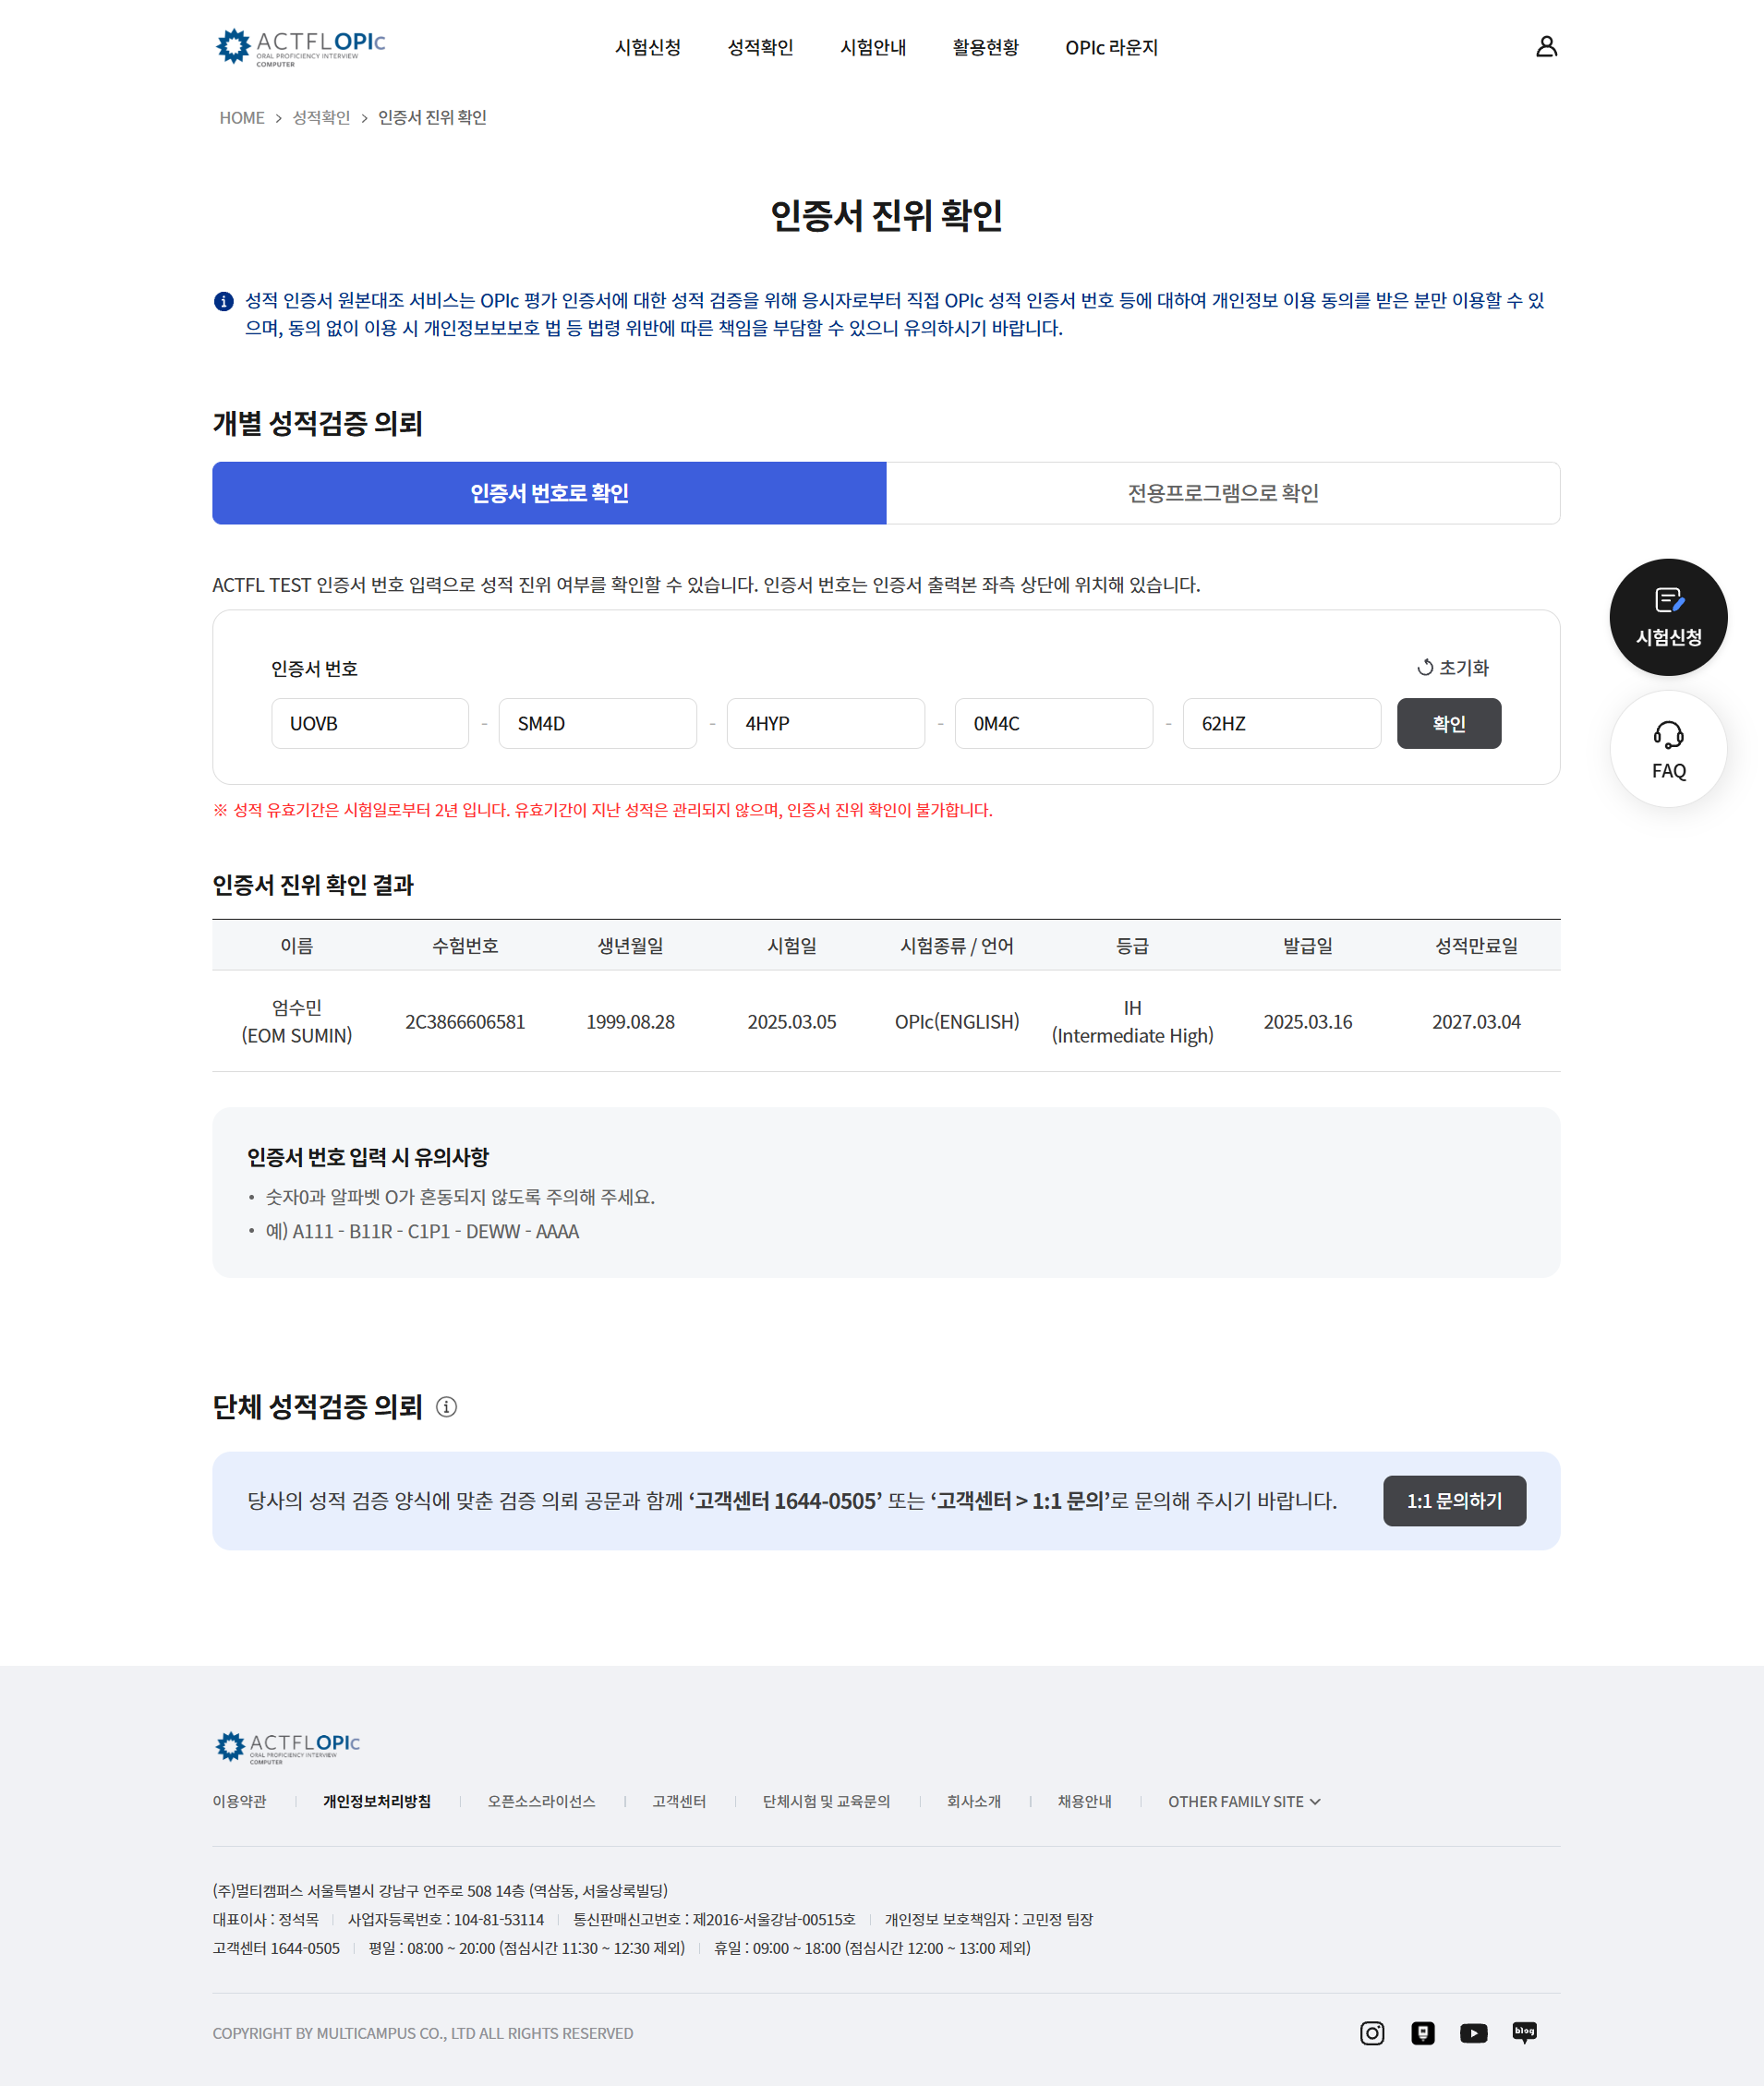 ACTFL OPIc
ORAL PROFICIENCY INTERVIEW
COMPUTER
시험신청 성적확인 시험안내 활용현황 OPIc 라운지
HOME > 성적확인 > 인증서 진위 확인
인증서 진위 확인
성적 인증서 원본대조 서비스는 OPIc 평가 인증서에 대한 성적 검증을 위해 응시자로부터 직접 OPIc 성적 인증서 번호 등에 대하여 개인정보 이용 동의를 받은 분만 이용할 수 있
으며, 동의 없이 이용 시 개인정보보보호 법 등 법령 위반에 따른 책임을 부담할 수 있으니 유의하시기 바랍니다.
개별 성적검증 의뢰
인증서 번호로 확인 전용프로그램으로 확인
ACTFL TEST 인증서 번호 입력으로 성적 진위 여부를 확인할 수 있습니다. 인증서 번호는 인증서 출력본 좌측 상단에 위치해 있습니다.
인증서 번호 초기화
UOVB - SM4D - 4HYP - 0M4C - 62HZ 확인
※ 성적 유효기간은 시험일로부터 2년 입니다. 유효기간이 지난 성적은 관리되지 않으며, 인증서 진위 확인이 불가합니다.
시험신청
FAQ
인증서 진위 확인 결과
이름 수험번호 생년월일 시험일 시험종류 / 언어 등급 발급일 성적만료일
엄수민 (EOM SUMIN) 2C3866606581 1999.08.28 2025.03.05 OPIc(ENGLISH) IH (Intermediate High) 2025.03.16 2027.03.04
인증서 번호 입력 시 유의사항
• 숫자0과 알파벳 O가 혼동되지 않도록 주의해 주세요.
• 예) A111 - B11R - C1P1 - DEWW - AAAA
단체 성적검증 의뢰
당사의 성적 검증 양식에 맞춘 검증 의뢰 공문과 함께 ‘고객센터 1644-0505’ 또는 ‘고객센터 > 1:1 문의’로 문의해 주시기 바랍니다. 1:1 문의하기
ACTFL OPIc
ORAL PROFICIENCY INTERVIEW
COMPUTER
이용약관 | 개인정보처리방침 | 오픈소스라이선스 | 고객센터 | 단체시험 및 교육문의 | 회사소개 | 채용안내 | OTHER FAMILY SITE
(주)멀티캠퍼스 서울특별시 강남구 언주로 508 14층 (역삼동, 서울상록빌딩)
대표이사 : 정석목 | 사업자등록번호 : 104-81-53114 | 통신판매신고번호 : 제2016-서울강남-00515호 | 개인정보 보호책임자 : 고민정 팀장
고객센터 1644-0505 | 평일 : 08:00 ~ 20:00 (점심시간 11:30 ~ 12:30 제외) | 휴일 : 09:00 ~ 18:00 (점심시간 12:00 ~ 13:00 제외)
COPYRIGHT BY MULTICAMPUS CO., LTD ALL RIGHTS RESERVED
blog